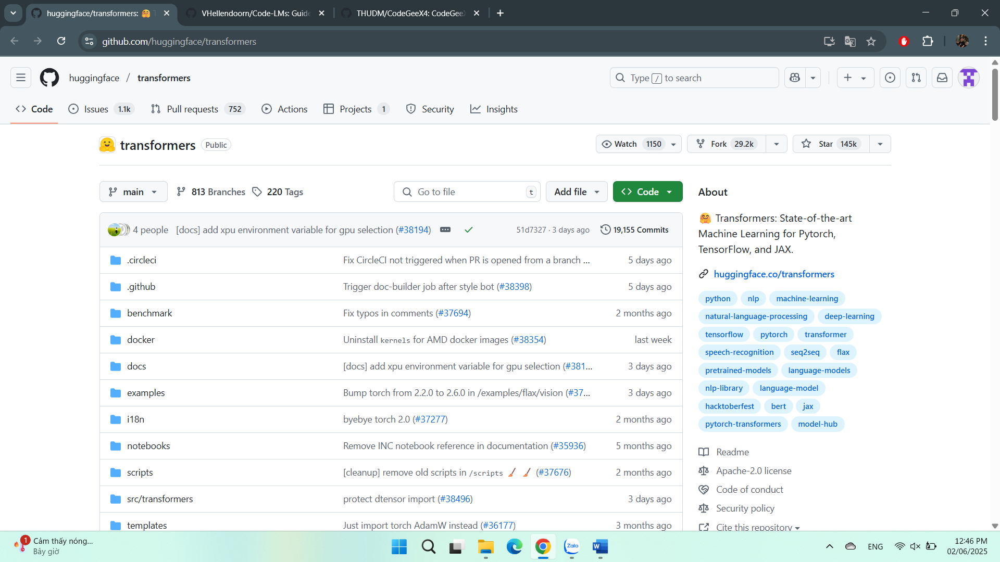 huggingface/transformers: 🤗 T
VHellendoorn/Code-LMs: Guide
THUDM/CodeGeeX4: CodeGee
github.com/huggingface/transformers
huggingface / transformers
Type / to search
Code
Issues 1.1k
Pull requests 752
Actions
Projects 1
Security
Insights
transformers Public
Watch 1150
Fork 29.2k
Star 145k
main
813 Branches
220 Tags
Go to file t
Add file
Code
4 people [docs] add xpu environment variable for gpu selection (#38194) 51d7327 · 3 days ago 19,155 Commits
.circleci Fix CircleCI not triggered when PR is opened from a branch … 5 days ago
.github Trigger doc-builder job after style bot (#38398) 5 days ago
benchmark Fix typos in comments (#37694) 2 months ago
docker Uninstall kernels for AMD docker images (#38354) last week
docs [docs] add xpu environment variable for gpu selection (#381… 3 days ago
examples Bump torch from 2.2.0 to 2.6.0 in /examples/flax/vision (#37… 3 days ago
i18n byebye torch 2.0 (#37277) 2 months ago
notebooks Remove INC notebook reference in documentation (#35936) 5 months ago
scripts [cleanup] remove old scripts in /scripts 🧹 🧹 (#37676) 2 months ago
src/transformers protect dtensor import (#38496) 3 days ago
templates Just import torch AdamW instead (#36177) 3 months ago
About
🤗 Transformers: State-of-the-art
Machine Learning for Pytorch,
TensorFlow, and JAX.
huggingface.co/transformers
python nlp machine-learning
natural-language-processing deep-learning
tensorflow pytorch transformer
speech-recognition seq2seq flax
pretrained-models language-models
nlp-library language-model
hacktoberfest bert jax
pytorch-transformers model-hub
Readme
Apache-2.0 license
Code of conduct
Security policy
Cite this repository
1
Cảm thấy nóng...
Bây giờ
Zalo
W
ENG
12:46 PM
02/06/2025